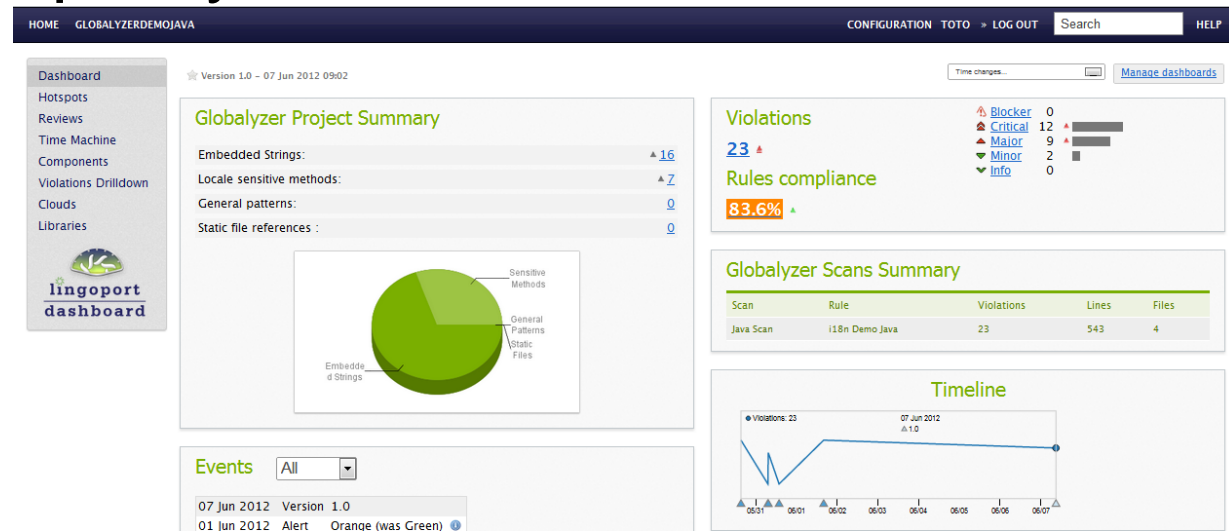 HOME GLOBALYZERDEMOJAVA
CONFIGURATION TOTO » LOG OUT Search HELP
Dashboard
Hotspots
Reviews
Time Machine
Components
Violations Drilldown
Clouds
Libraries
lingoport
dashboard
Version 1.0 – 07 Jun 2012 09:02
Time changes...
Manage dashboards
Globalyzer Project Summary
Embedded Strings: 16
Locale sensitive methods: 7
General patterns: 0
Static file references : 0
Sensitive
Methods
General
Patterns
Static
Files
Embedde
d Strings
Events All
07 Jun 2012 Version 1.0
01 Jun 2012 Alert Orange (was Green)
Violations
23
Rules compliance
83.6%
Blocker 0
Critical 12
Major 9
Minor 2
Info 0
Globalyzer Scans Summary
Scan Rule Violations Lines Files
Java Scan i18n Demo Java 23 543 4
Timeline
Violations: 23 07 Jun 2012
1.0
05/31 06/01 06/02 06/03 06/04 06/05 06/06 06/07